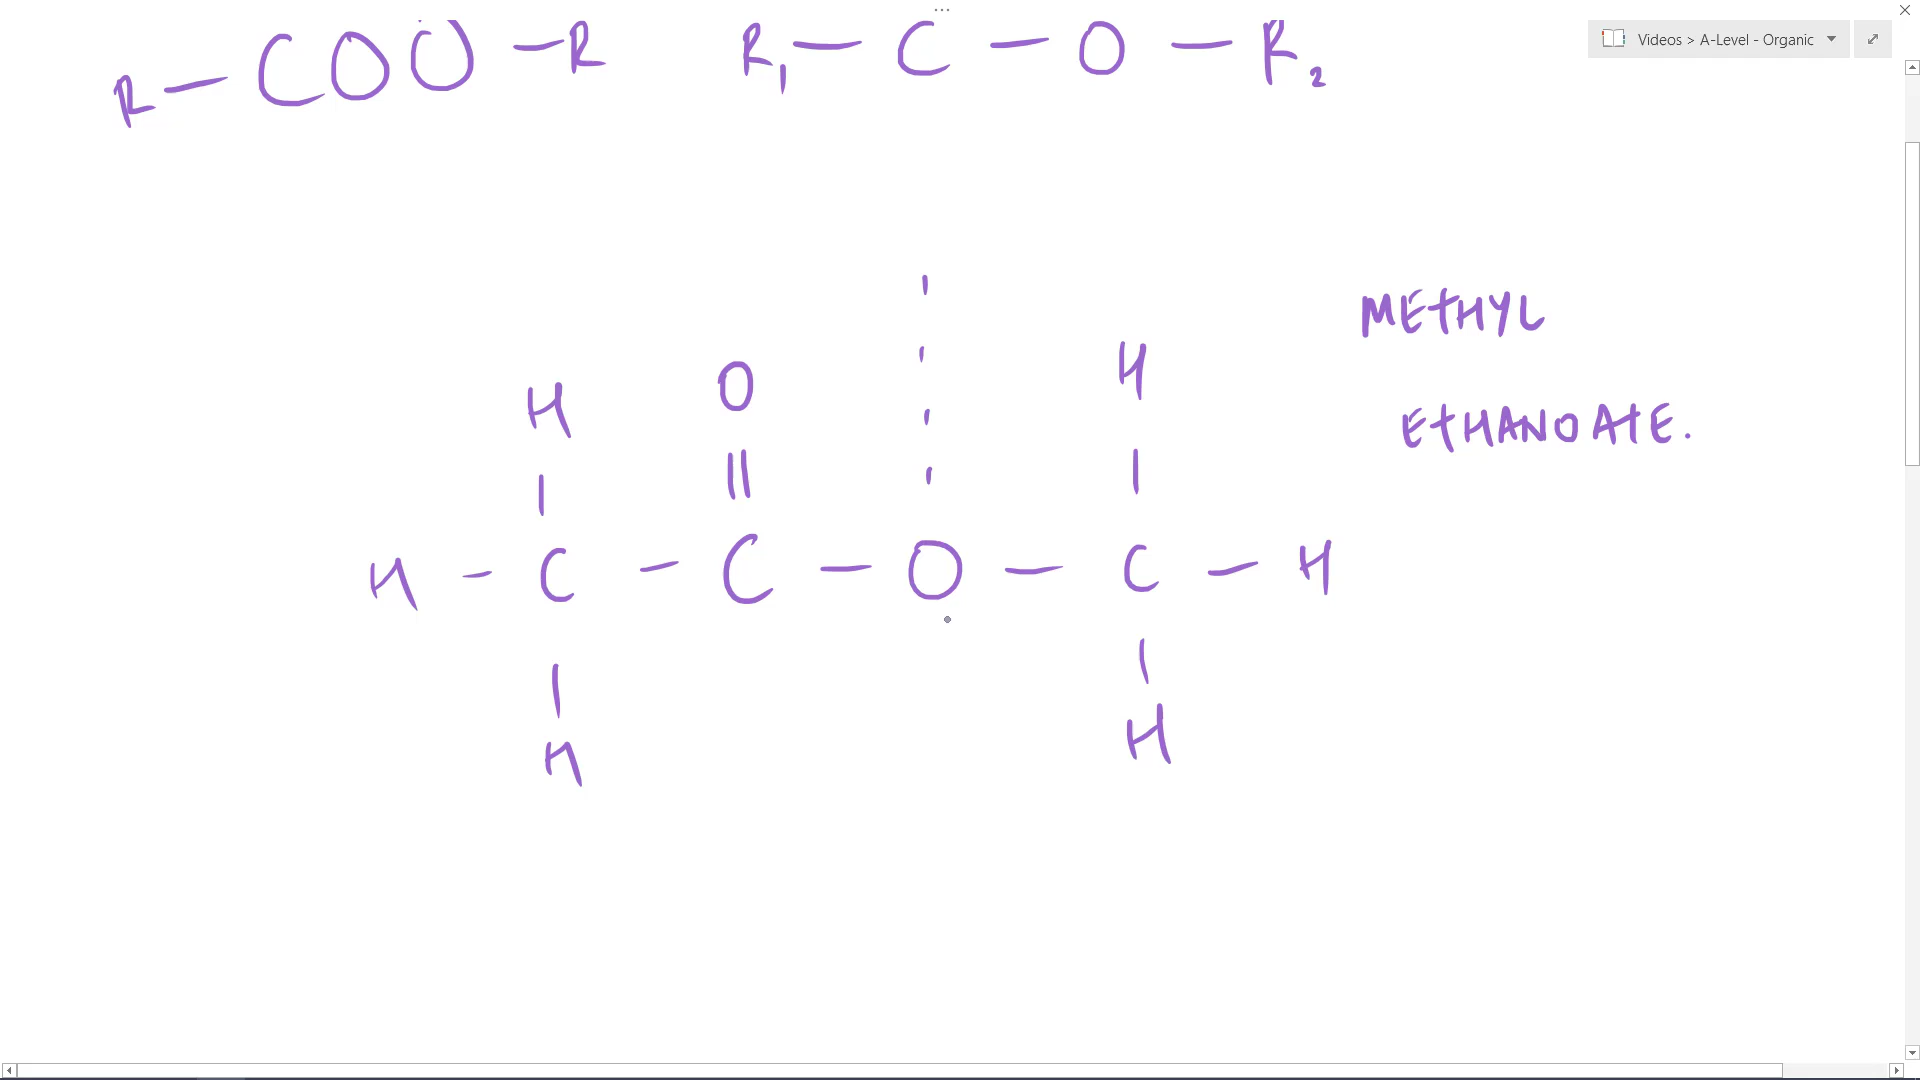 Videos > A-Level - Organic
R — COO — R R₁ — C — O — R₂
METHYL
ETHANOATE.
H O H
| || |
H - C - C - O - C - H
| |
H H